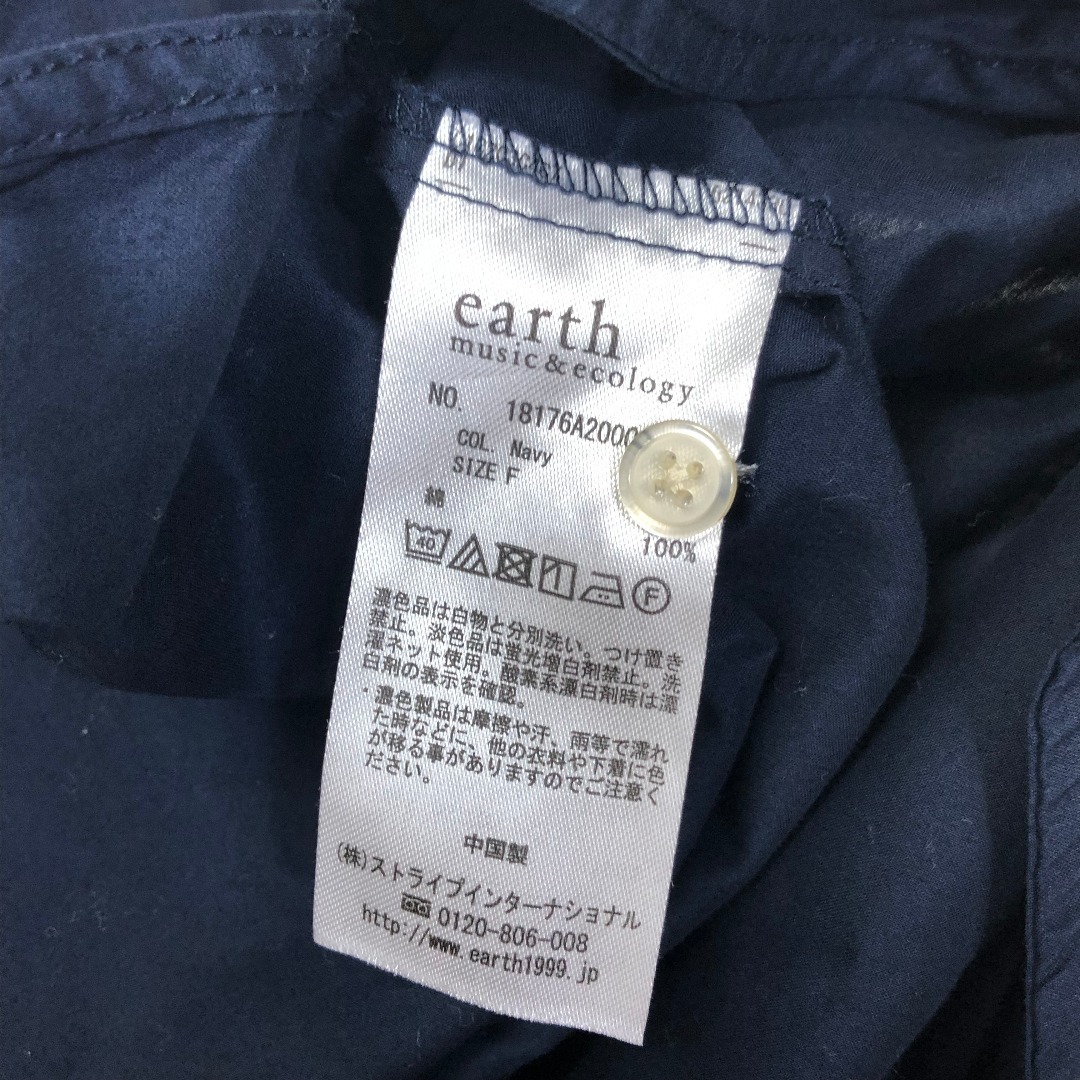 earth
music&ecology
NO. 18176A2000
COL. Navy
SIZE F
綿 100%
40 F
濃色品は白物と分別洗い。つけ置き
禁止。淡色品は蛍光増白剤禁止。洗
濯ネット使用。酸素系漂白剤時は漂
白剤の表示を確認。
・濃色製品は摩擦や汗、雨等で濡れ
た時などに、他の衣料や下着に色
が移る事がありますのでご注意く
ださい。
中国製
(株)ストライプインターナショナル
0120-806-008
http://www.earth1999.jp